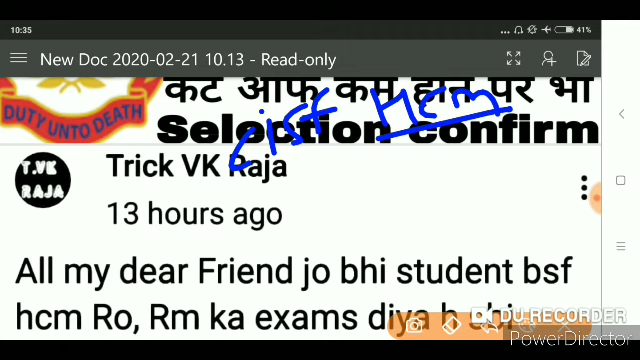 10:35
41%
New Doc 2020-02-21 10.13 - Read-only
कट ऑफ कम होने पर भी
DUTY UNTO DEATH
Selection confirm
cisf Hcm
T.VK
RAJA
Trick VK Raja
13 hours ago
All my dear Friend jo bhi student bsf
hcm Ro, Rm ka exams diya h
DU RECORDER
PowerDirector